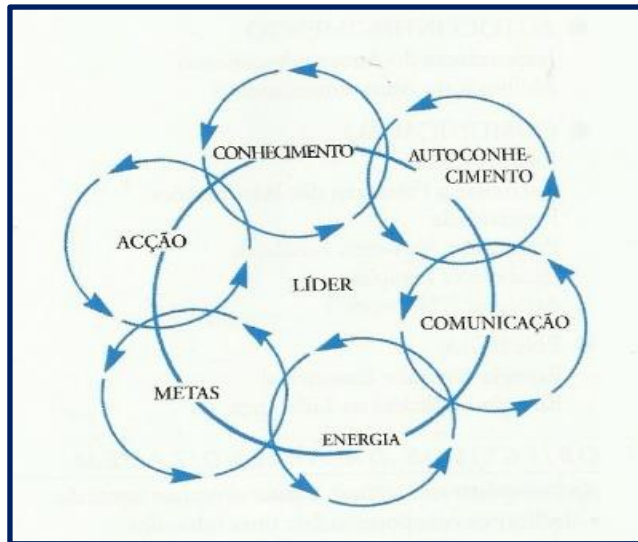 CONHECIMENTO
AUTOCONHE-
CIMENTO
ACÇÃO
LÍDER
COMUNICAÇÃO
METAS
ENERGIA